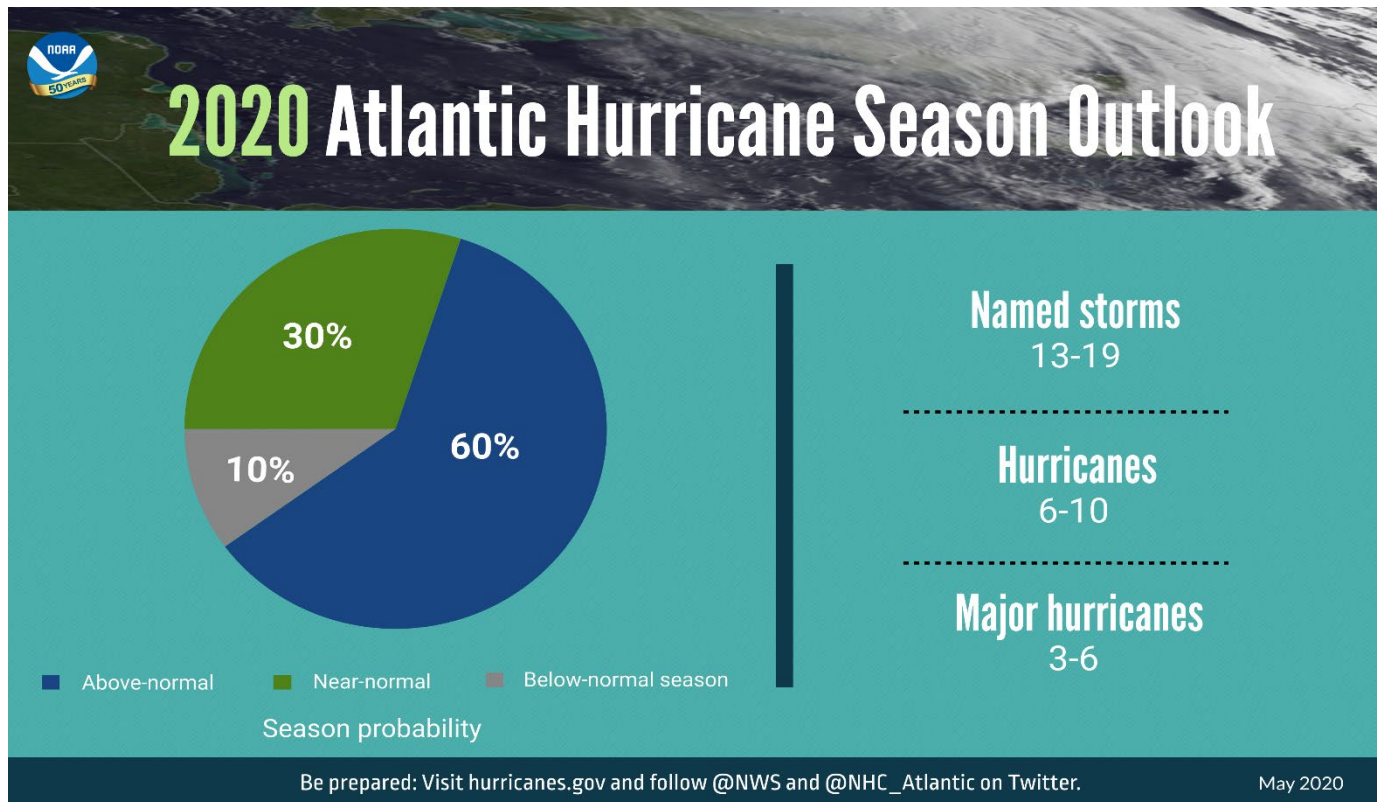 NOAA
50 YEARS
2020 Atlantic Hurricane Season Outlook
30%
60%
10%
Above-normal
Near-normal
Below-normal season
Season probability
Named storms
13-19
Hurricanes
6-10
Major hurricanes
3-6
Be prepared: Visit hurricanes.gov and follow @NWS and @NHC_Atlantic on Twitter.
May 2020